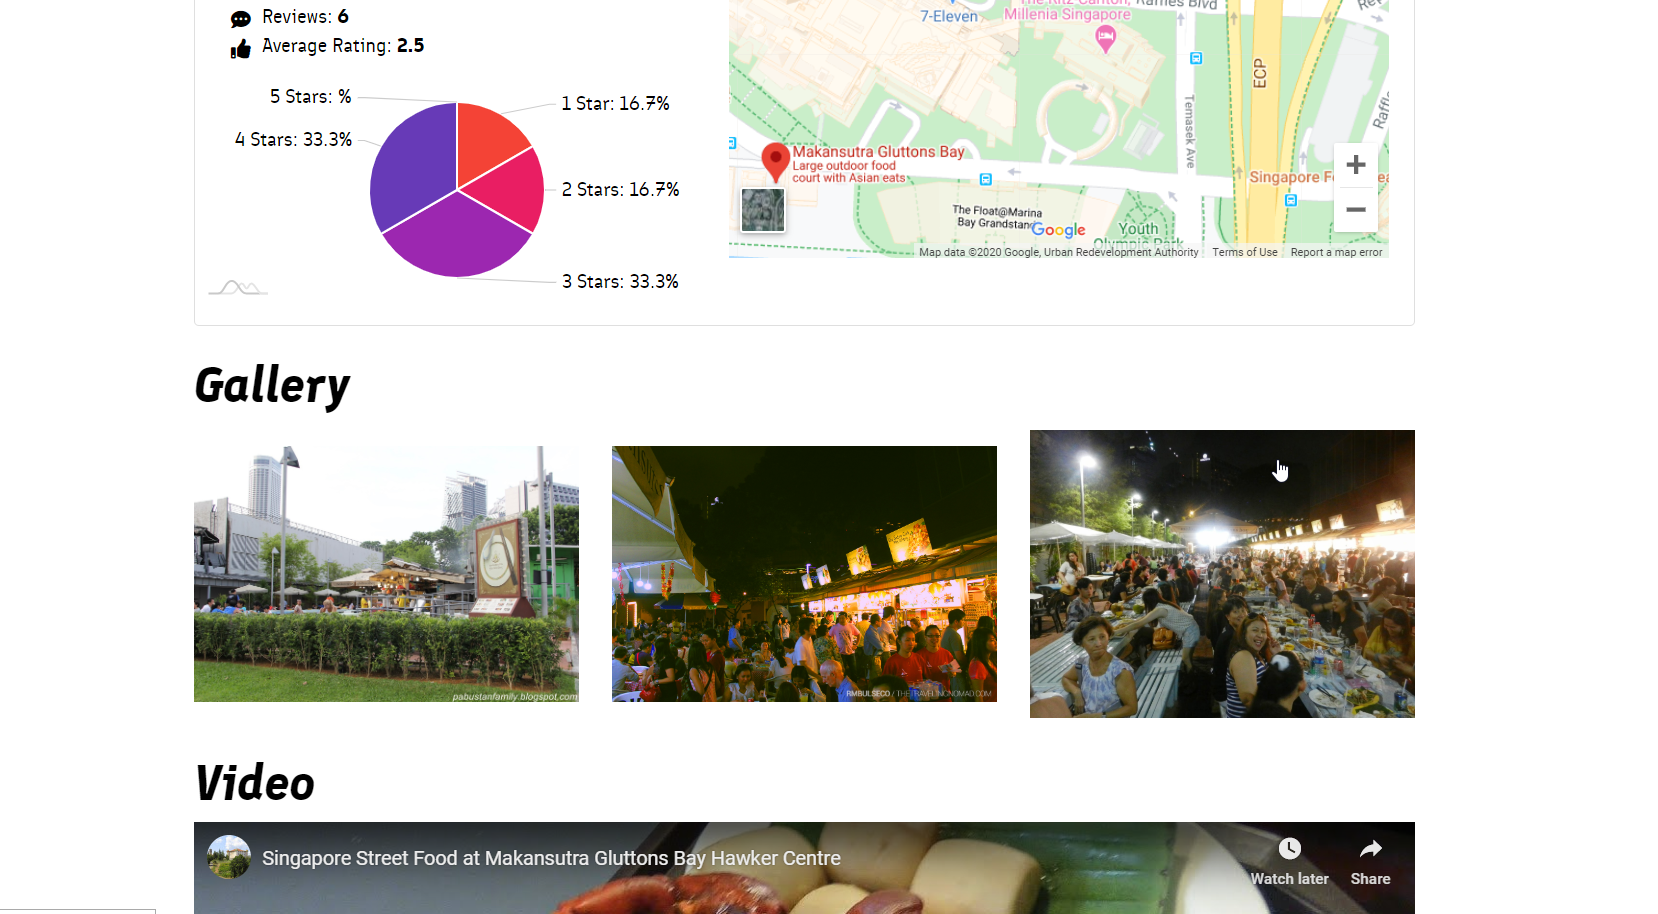 Reviews: 6
Average Rating: 2.5
5 Stars: %
1 Star: 16.7%
4 Stars: 33.3%
2 Stars: 16.7%
3 Stars: 33.3%
7-Eleven
The Ritz-Carlton,
Millenia Singapore
Raffles Blvd
ECP
Temasek Ave
Makansutra Gluttons Bay
Large outdoor food
court with Asian eats
The Float@Marina
Bay Grandstand
Google
Youth
Olympic Park
Singapore F
+
−
Map data ©2020 Google, Urban Redevelopment Authority
Terms of Use
Report a map error
Gallery
pabustanfamily.blogspot.com
RMBULSECO / THETRAVELINGNOMAD.COM
Video
Singapore Street Food at Makansutra Gluttons Bay Hawker Centre
Watch later
Share